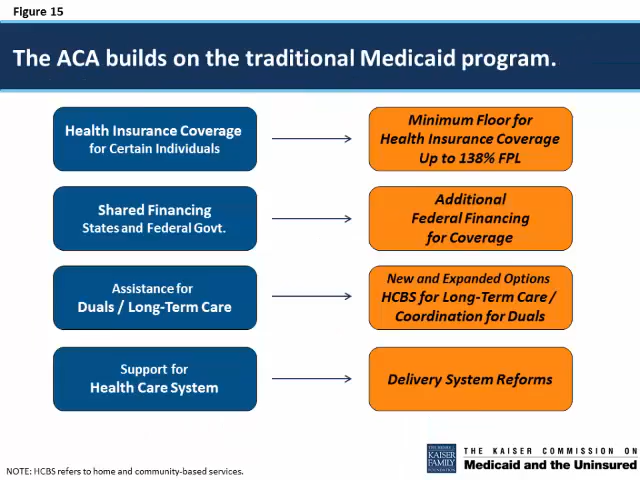 Figure 15
The ACA builds on the traditional Medicaid program.
Health Insurance Coverage
for Certain Individuals
Minimum Floor for
Health Insurance Coverage
Up to 138% FPL
Shared Financing
States and Federal Govt.
Additional
Federal Financing
for Coverage
Assistance for
Duals / Long-Term Care
New and Expanded Options
HCBS for Long-Term Care /
Coordination for Duals
Support for
Health Care System
Delivery System Reforms
NOTE: HCBS refers to home and community-based services.
KAISER
FAMILY
THE KAISER COMMISSION ON
Medicaid and the Uninsured